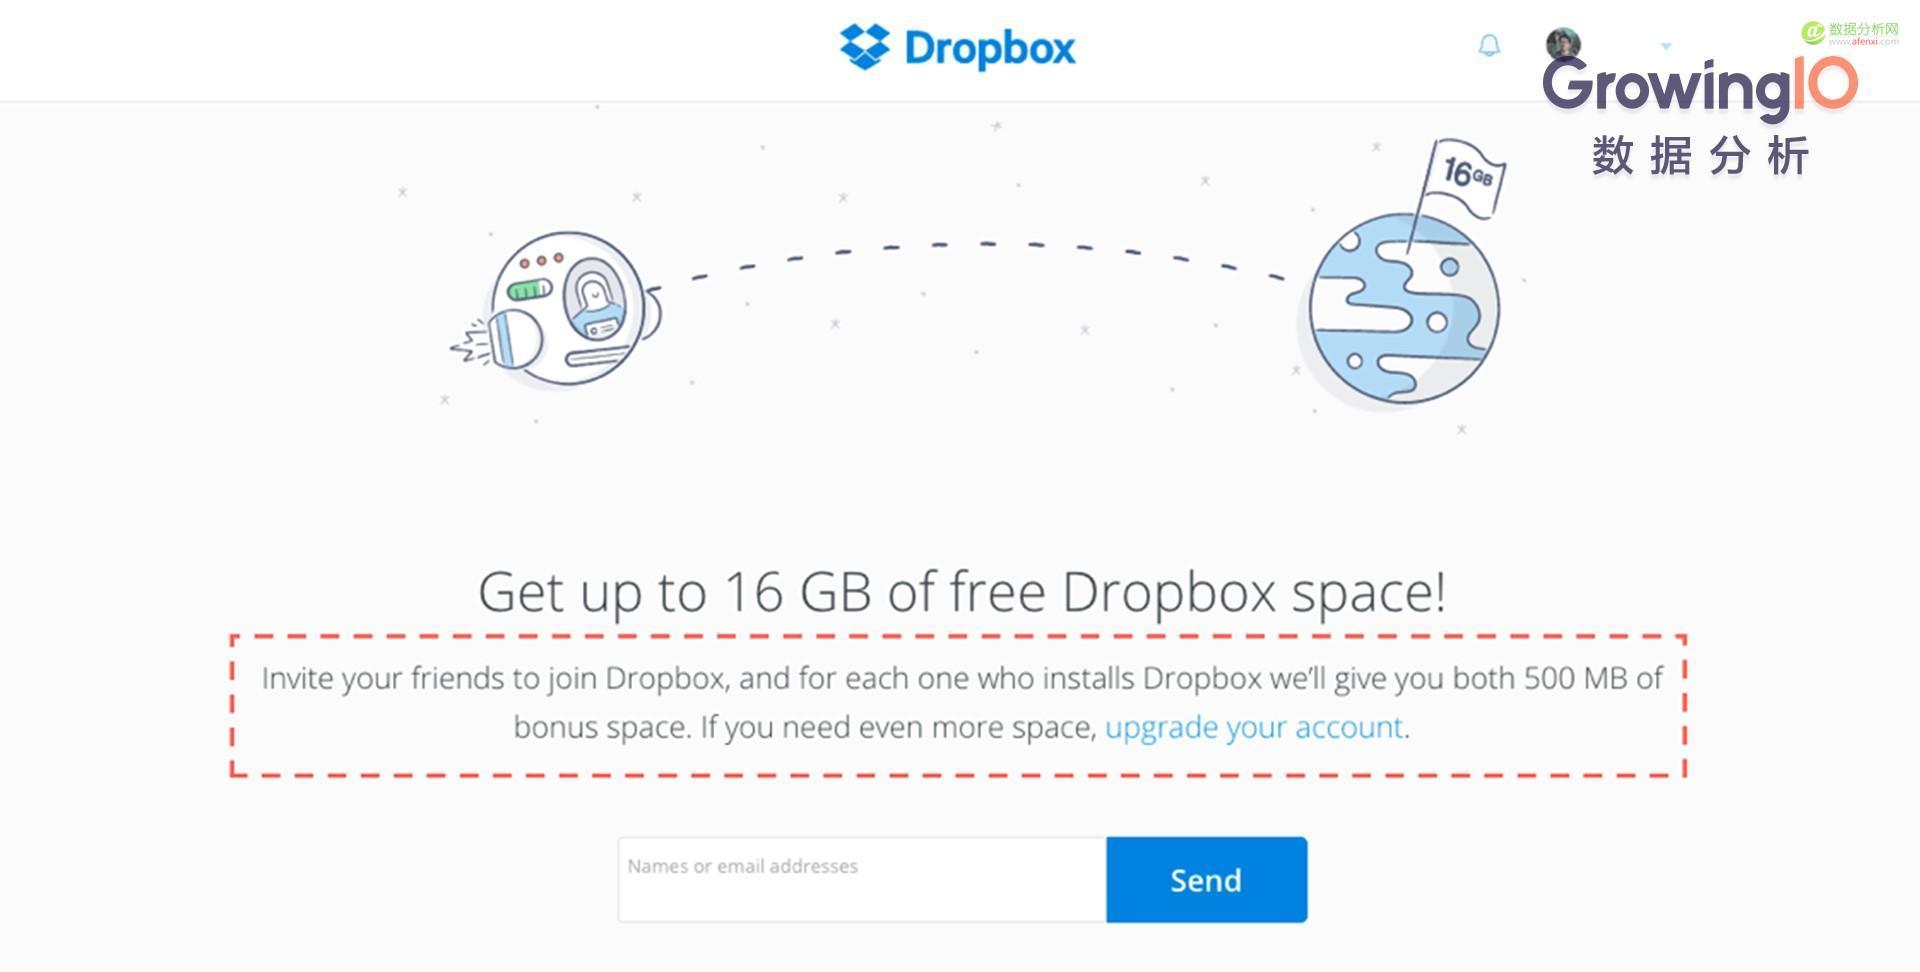 Dropbox
数据分析网
www.afenxi.com
GrowingIO
数据分析
16GB
Get up to 16 GB of free Dropbox space!
Invite your friends to join Dropbox, and for each one who installs Dropbox we'll give you both 500 MB of
bonus space. If you need even more space, upgrade your account.
Names or email addresses
Send